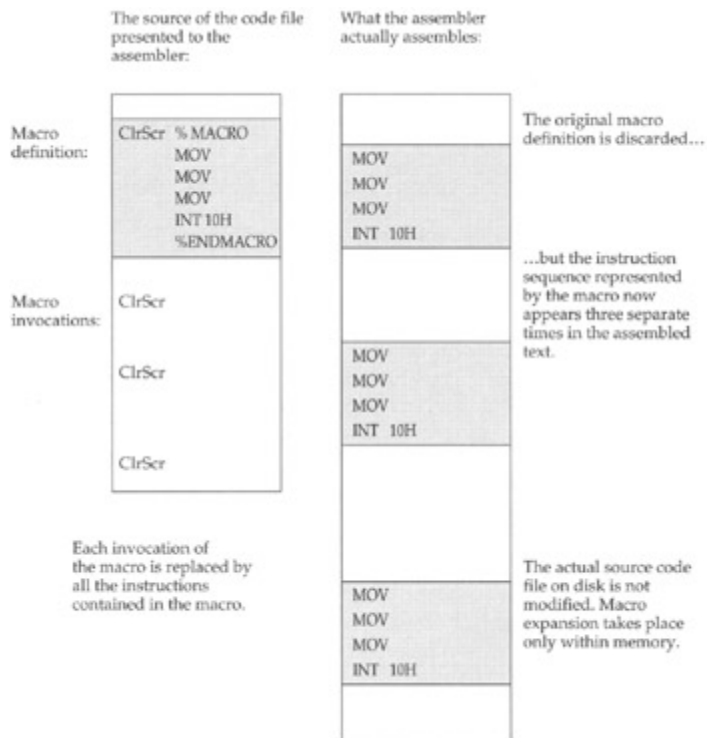 The source of the code file
presented to the
assembler:
What the assembler
actually assembles:
Macro
definition:
ClrScr % MACRO
MOV
MOV
MOV
INT 10H
%ENDMACRO
Macro
invocations:
ClrScr
ClrScr
ClrScr
Each invocation of
the macro is replaced by
all the instructions
contained in the macro.
MOV
MOV
MOV
INT 10H
MOV
MOV
MOV
INT 10H
MOV
MOV
MOV
INT 10H
The original macro
definition is discarded...
...but the instruction
sequence represented
by the macro now
appears three separate
times in the assembled
text.
The actual source code
file on disk is not
modified. Macro
expansion takes place
only within memory.